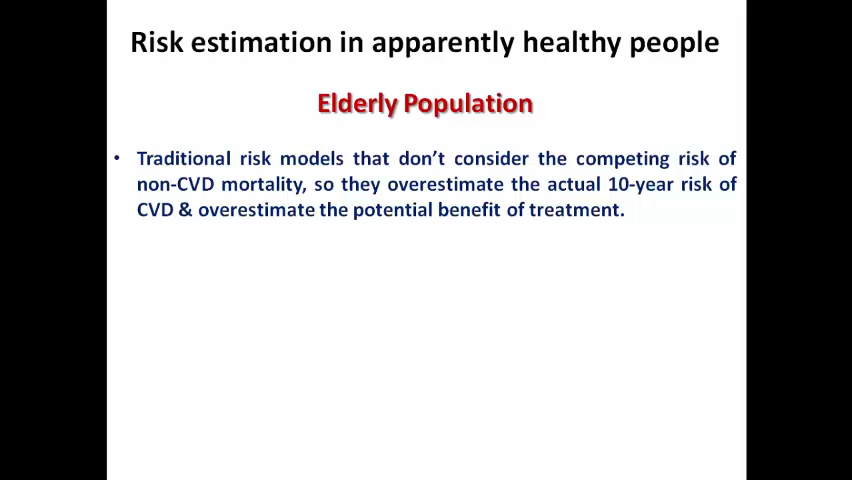 Risk estimation in apparently healthy people
Elderly Population
• Traditional risk models that don’t consider the competing risk of
non-CVD mortality, so they overestimate the actual 10-year risk of
CVD & overestimate the potential benefit of treatment.